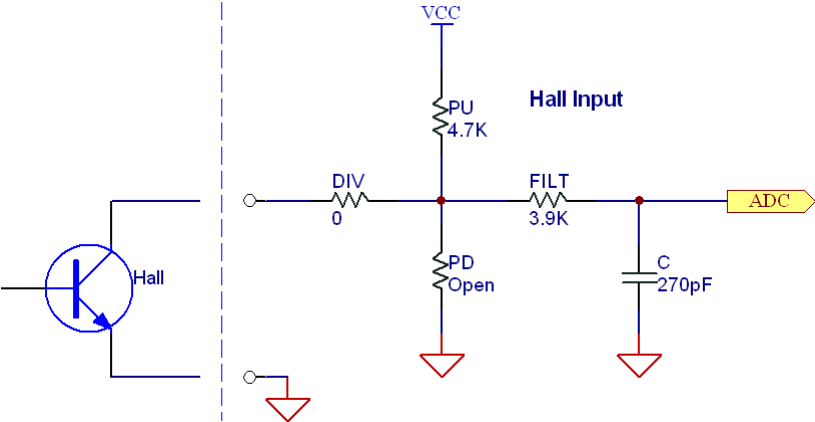 VCC
PU
4.7K
Hall Input
DIV
0
FILT
3.9K
ADC
Hall
PD
Open
C
270pF